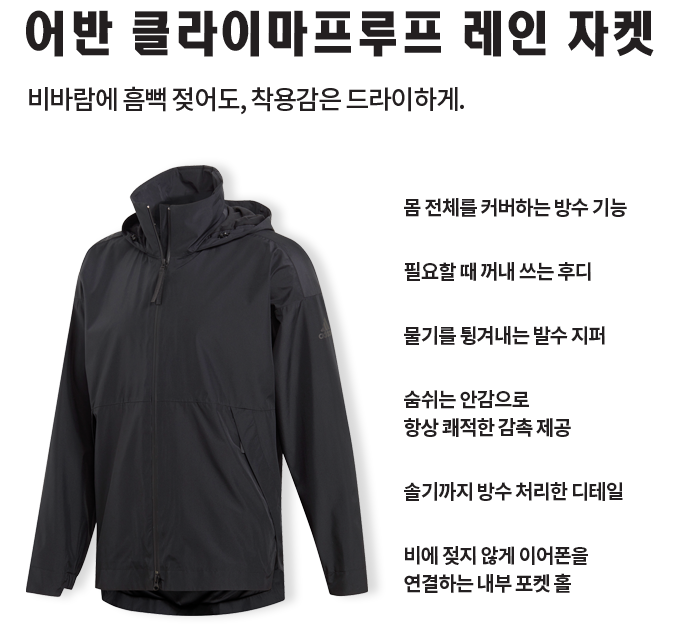 어반 클라이마프루프 레인 자켓
비바람에 흠뻑 젖어도, 착용감은 드라이하게.
몸 전체를 커버하는 방수 기능
필요할 때 꺼내 쓰는 후디
물기를 튕겨내는 발수 지퍼
숨쉬는 안감으로
항상 쾌적한 감촉 제공
솔기까지 방수 처리한 디테일
비에 젖지 않게 이어폰을
연결하는 내부 포켓 홀